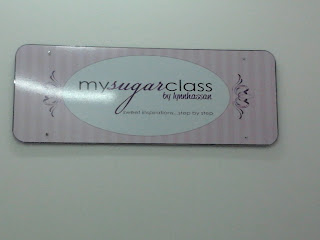 mysugarclass
by lynnhassan
sweet inspirations... step by step